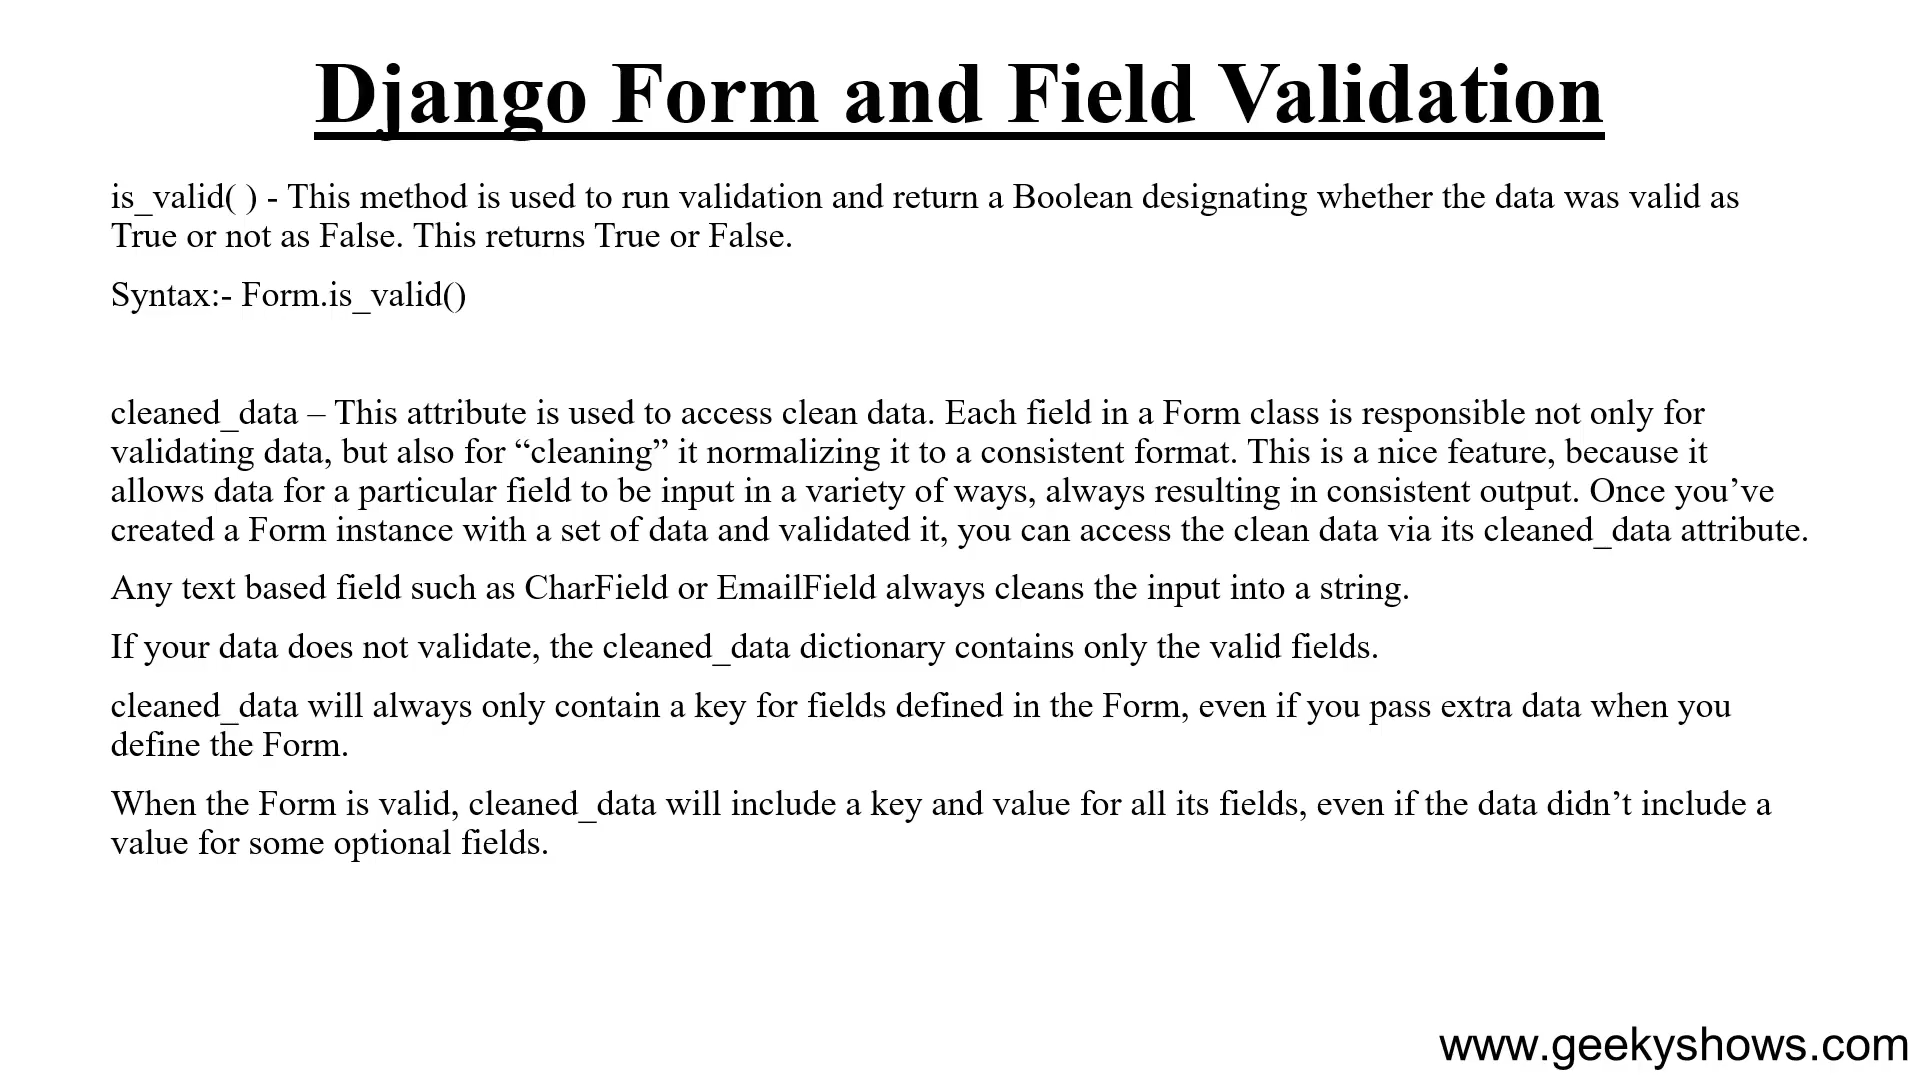 Django Form and Field Validation
is_valid( ) - This method is used to run validation and return a Boolean designating whether the data was valid as
True or not as False. This returns True or False.
Syntax:- Form.is_valid()
cleaned_data – This attribute is used to access clean data. Each field in a Form class is responsible not only for
validating data, but also for “cleaning” it normalizing it to a consistent format. This is a nice feature, because it
allows data for a particular field to be input in a variety of ways, always resulting in consistent output. Once you’ve
created a Form instance with a set of data and validated it, you can access the clean data via its cleaned_data attribute.
Any text based field such as CharField or EmailField always cleans the input into a string.
If your data does not validate, the cleaned_data dictionary contains only the valid fields.
cleaned_data will always only contain a key for fields defined in the Form, even if you pass extra data when you
define the Form.
When the Form is valid, cleaned_data will include a key and value for all its fields, even if the data didn’t include a
value for some optional fields.
www.geekyshows.com